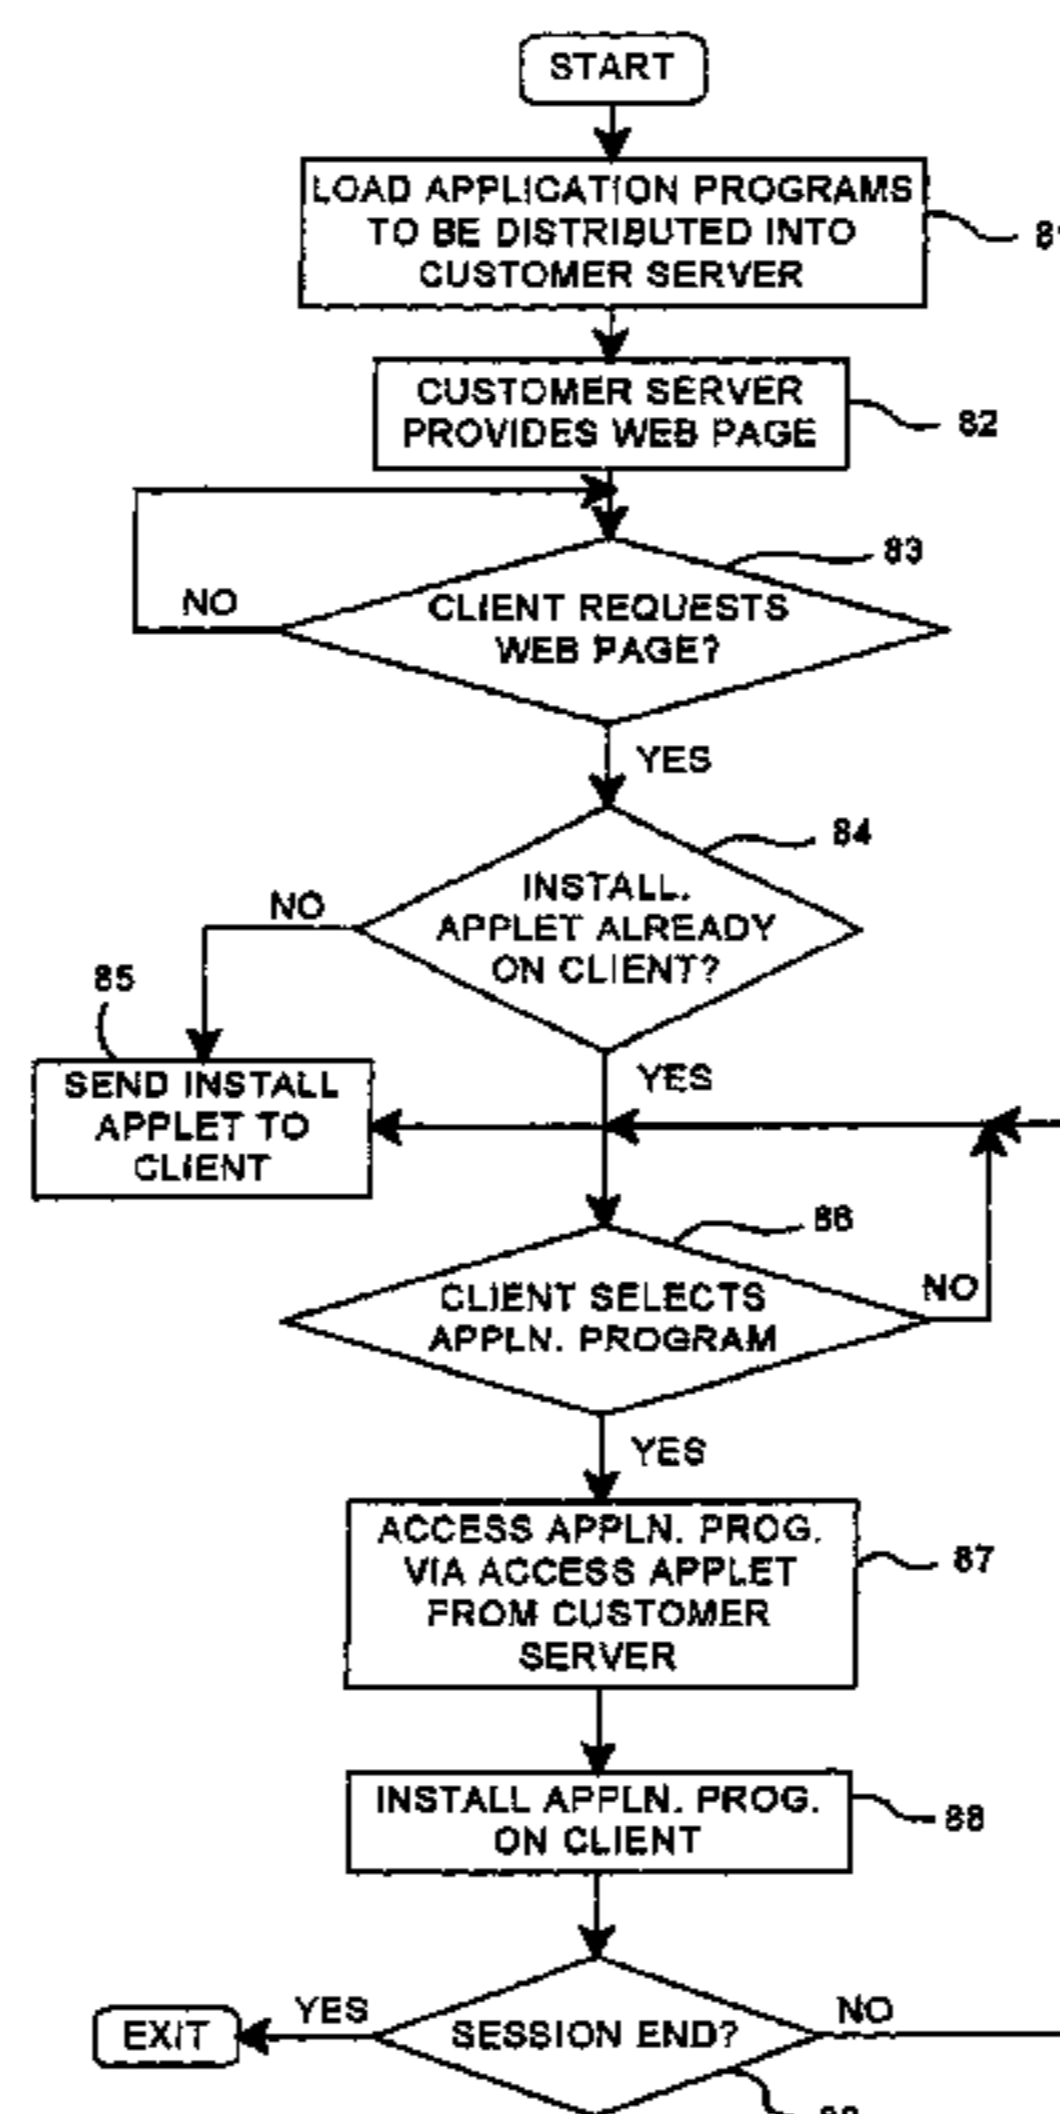 START
LOAD APPLICATION PROGRAMS
TO BE DISTRIBUTED INTO
CUSTOMER SERVER
CUSTOMER SERVER
PROVIDES WEB PAGE
82
83
NO
CLIENT REQUESTS
WEB PAGE?
YES
84
INSTALL.
APPLET ALREADY
ON CLIENT?
NO
85
YES
SEND INSTALL
APPLET TO
CLIENT
86
CLIENT SELECTS
APPLN. PROGRAM
NO
YES
ACCESS APPLN. PROG.
VIA ACCESS APPLET
FROM CUSTOMER
SERVER
87
INSTALL APPLN. PROG.
ON CLIENT
88
YES
NO
EXIT
SESSION END?